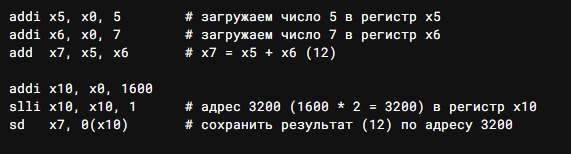 addi x5, x0, 5 # загружаем число 5 в регистр x5
addi x6, x0, 7 # загружаем число 7 в регистр x6
add x7, x5, x6 # x7 = x5 + x6 (12)
addi x10, x0, 1600
slli x10, x10, 1 # адрес 3200 (1600 * 2 = 3200) в регистр x10
sd x7, 0(x10) # сохранить результат (12) по адресу 3200